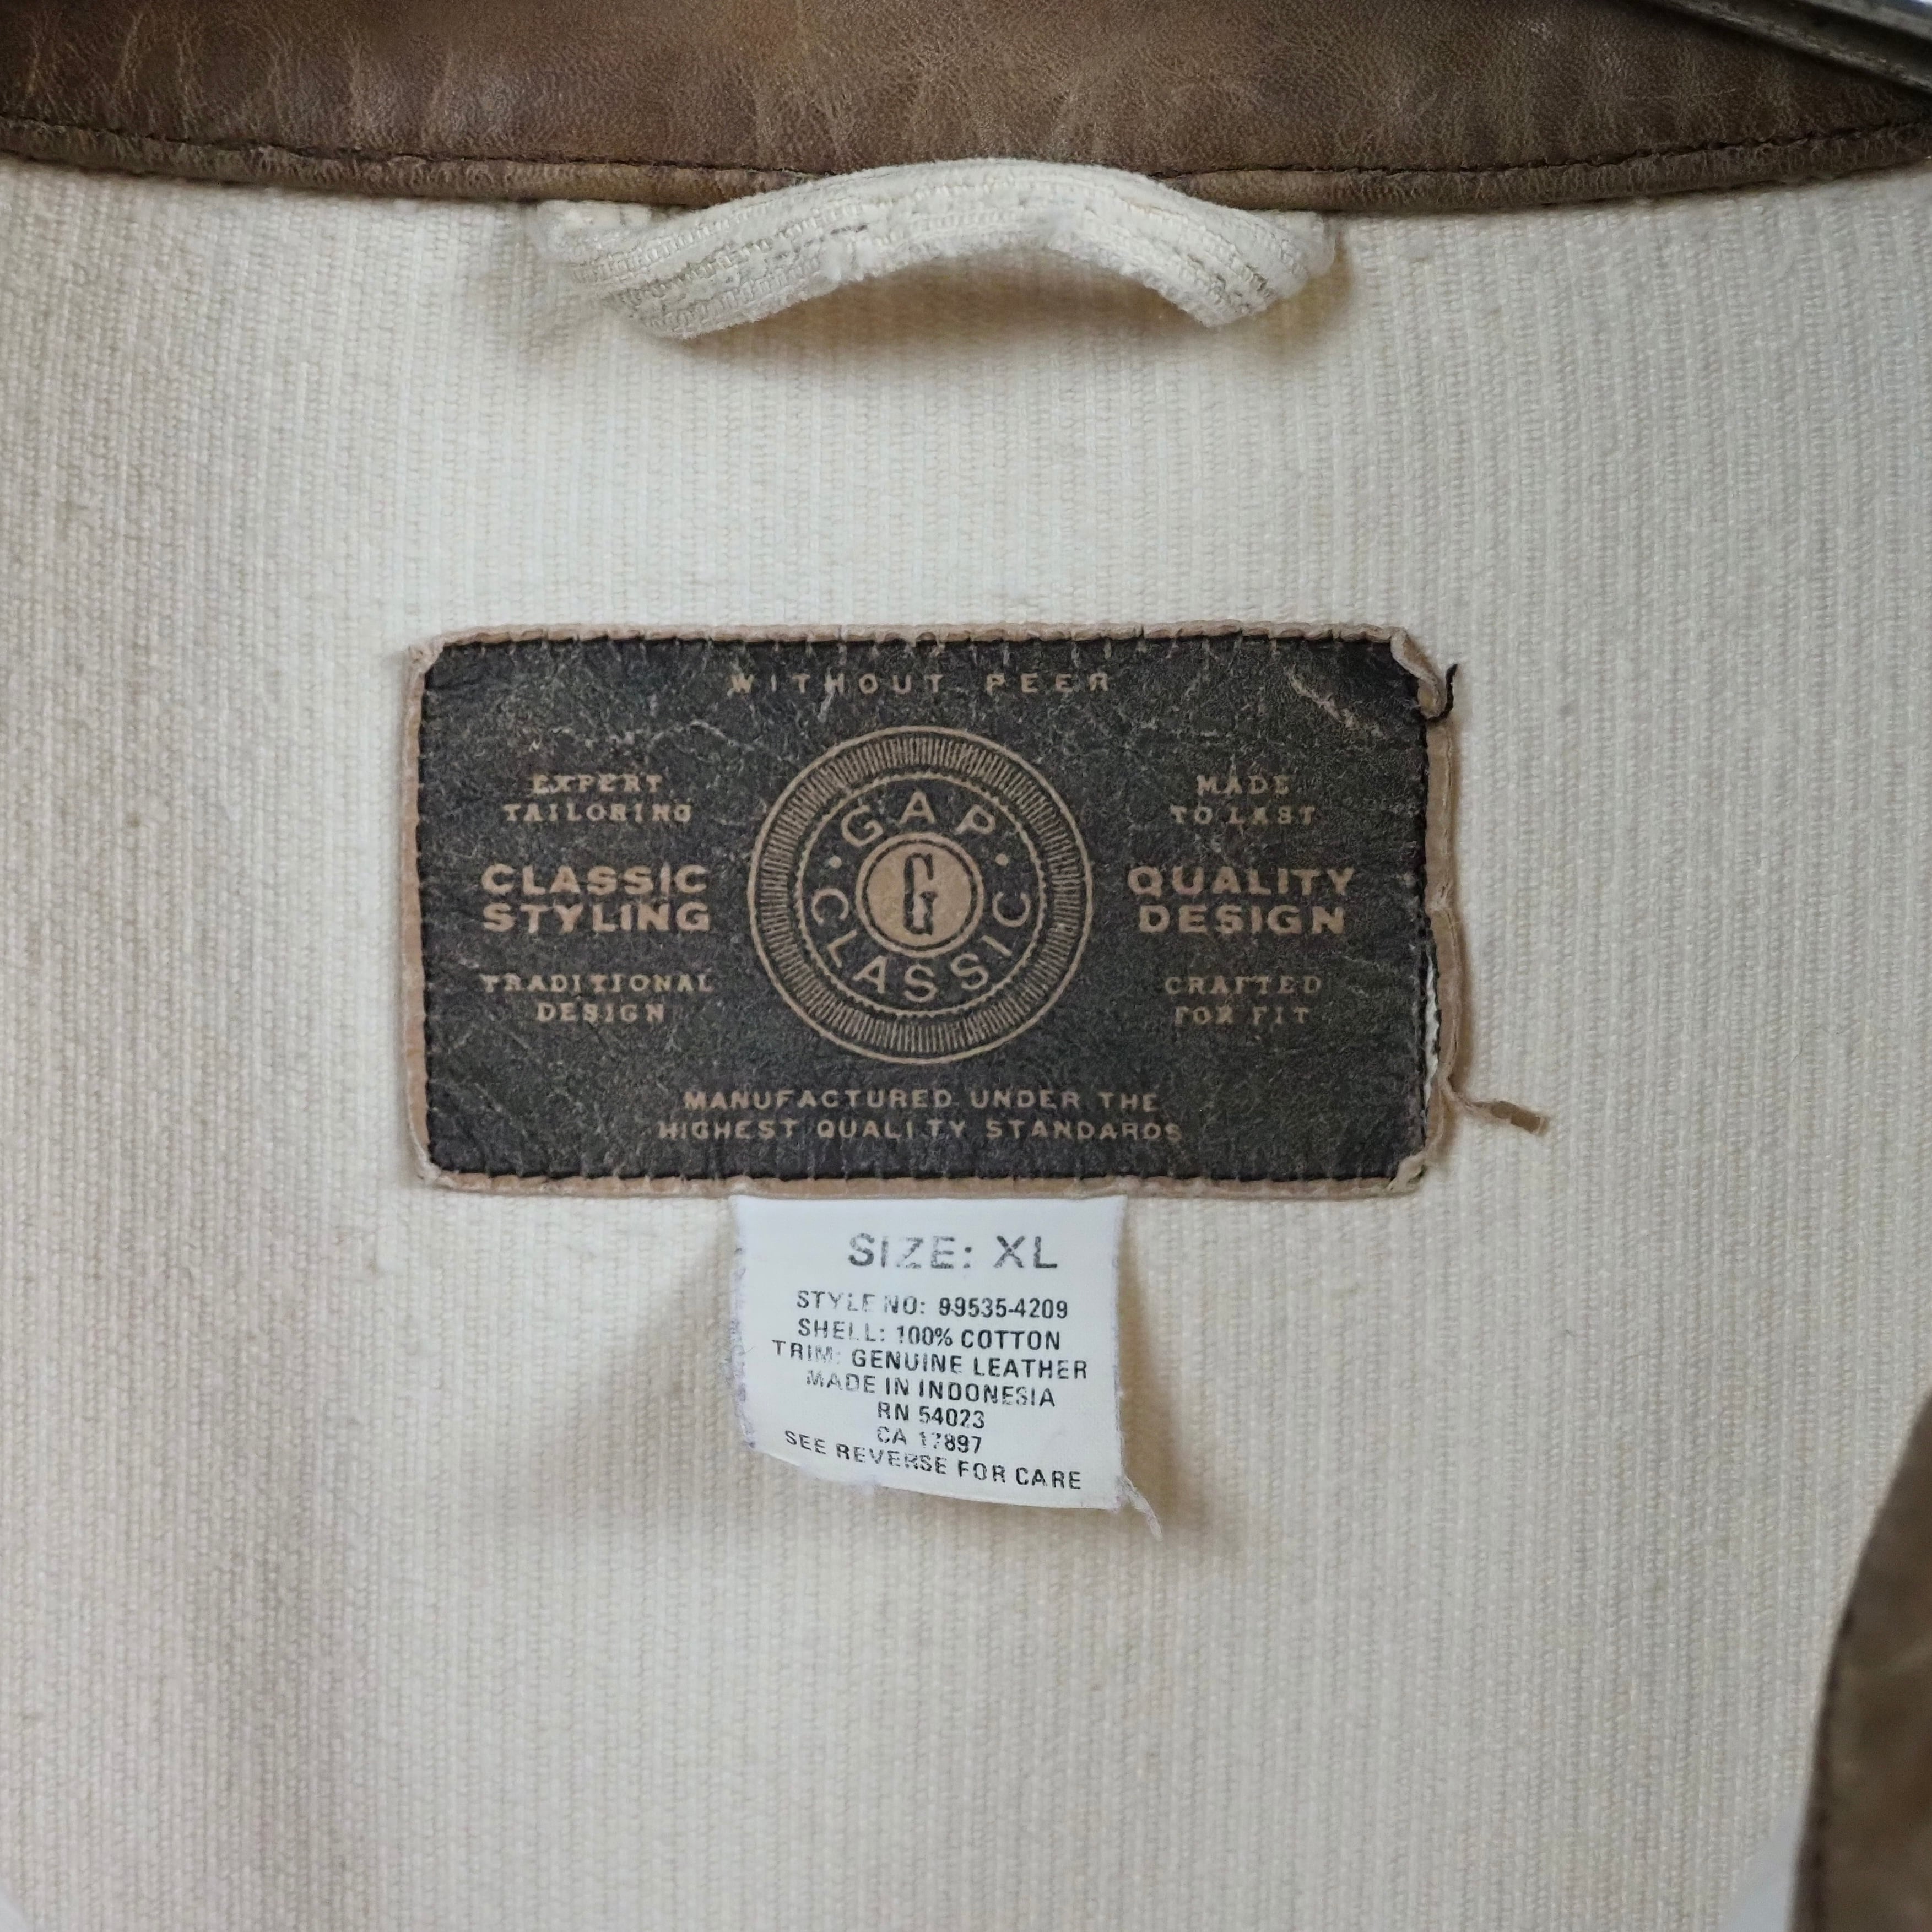 WITHOUT PEER
EXPERT
TAILORING
CLASSIC
STYLING
TRADITIONAL
DESIGN
GAP
G
CLASSIC
MADE
TO LAST
QUALITY
DESIGN
CRAFTED
FOR FIT
MANUFACTURED UNDER THE
HIGHEST QUALITY STANDARDS
SIZE: XL
STYLE NO: 99535-4209
SHELL: 100% COTTON
TRIM: GENUINE LEATHER
MADE IN INDONESIA
RN 54023
CA 17897
SEE REVERSE FOR CARE